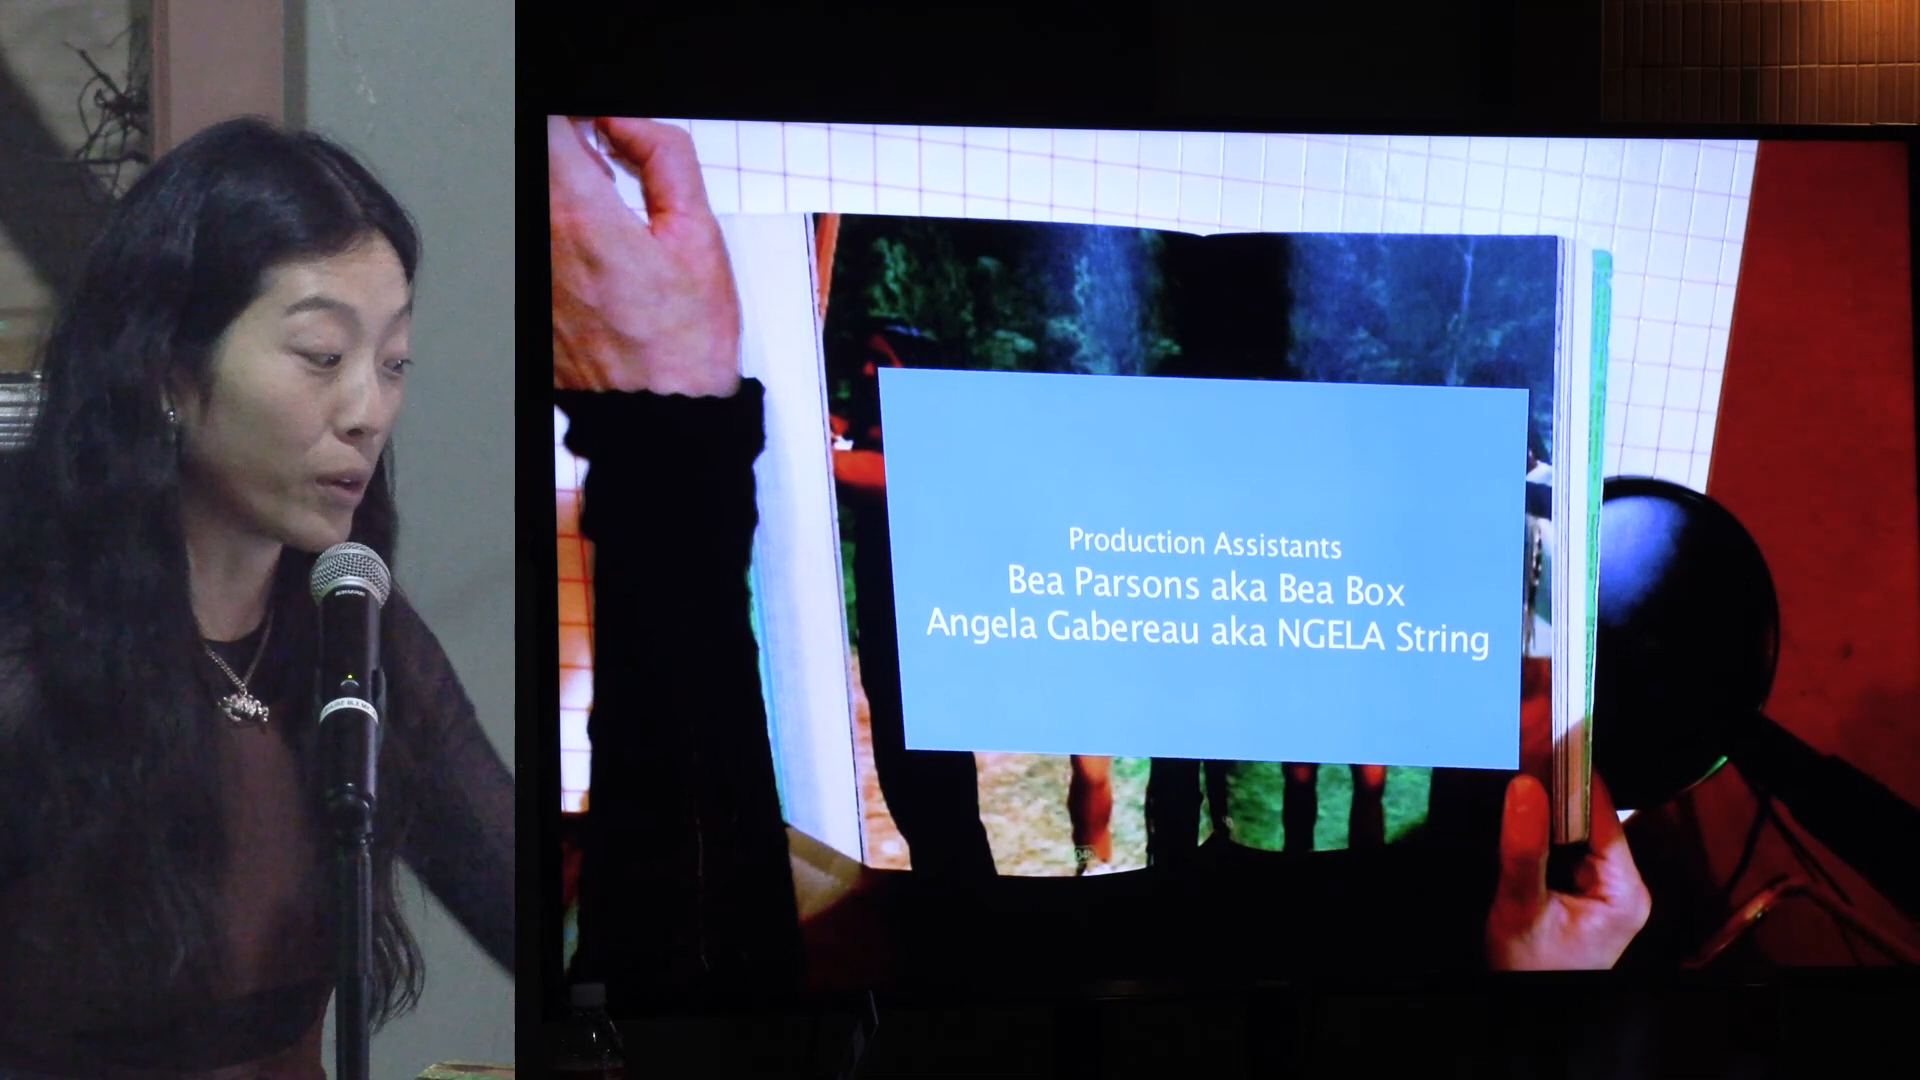 Production Assistants
Bea Parsons aka Bea Box
Angela Gabereau aka NGELA String